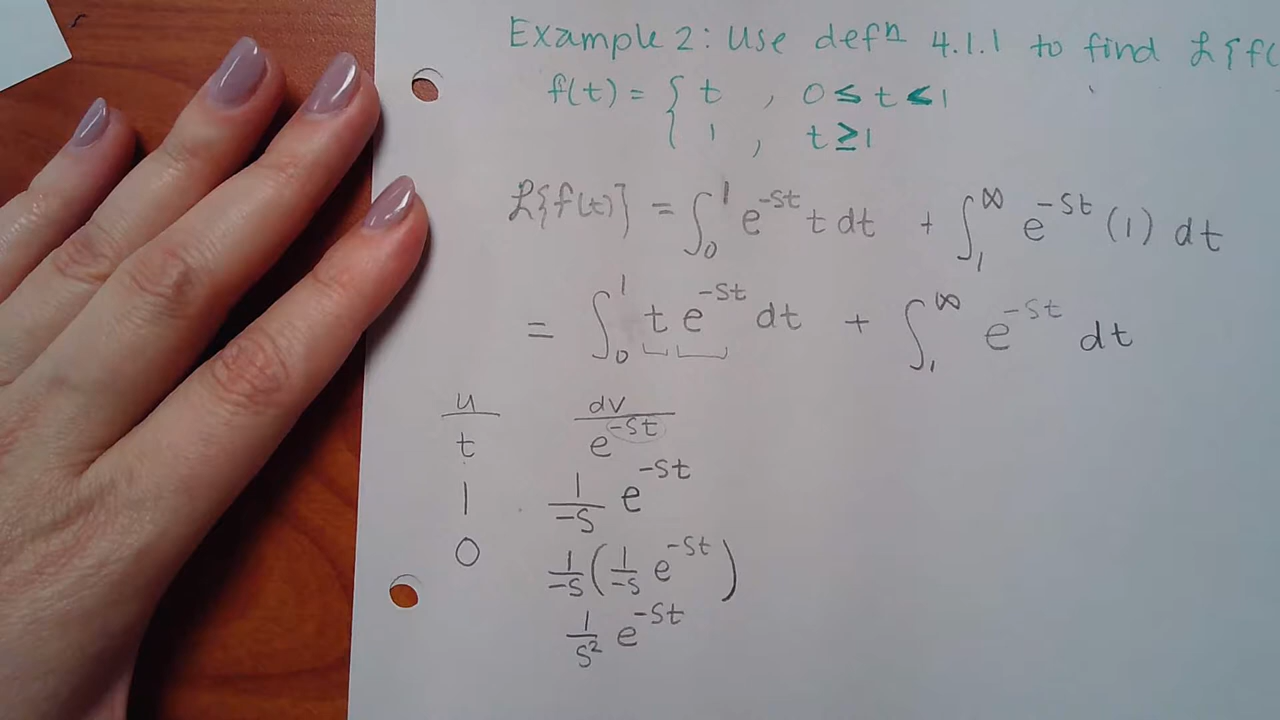 Example 2: Use defⁿ 4.1.1 to find ℒ{f(
f(t) = { t , 0 ≤ t < 1
{ 1 , t ≥ 1
ℒ{f(t)} = ∫₀¹ e^{-st} t dt + ∫₁^∞ e^{-st} (1) dt
= ∫₀¹ t e^{-st} dt + ∫₁^∞ e^{-st} dt
u dv
t e^{-st}
1 1/-s e^{-st}
0 1/-s (1/-s e^{-st})
1/s² e^{-st}